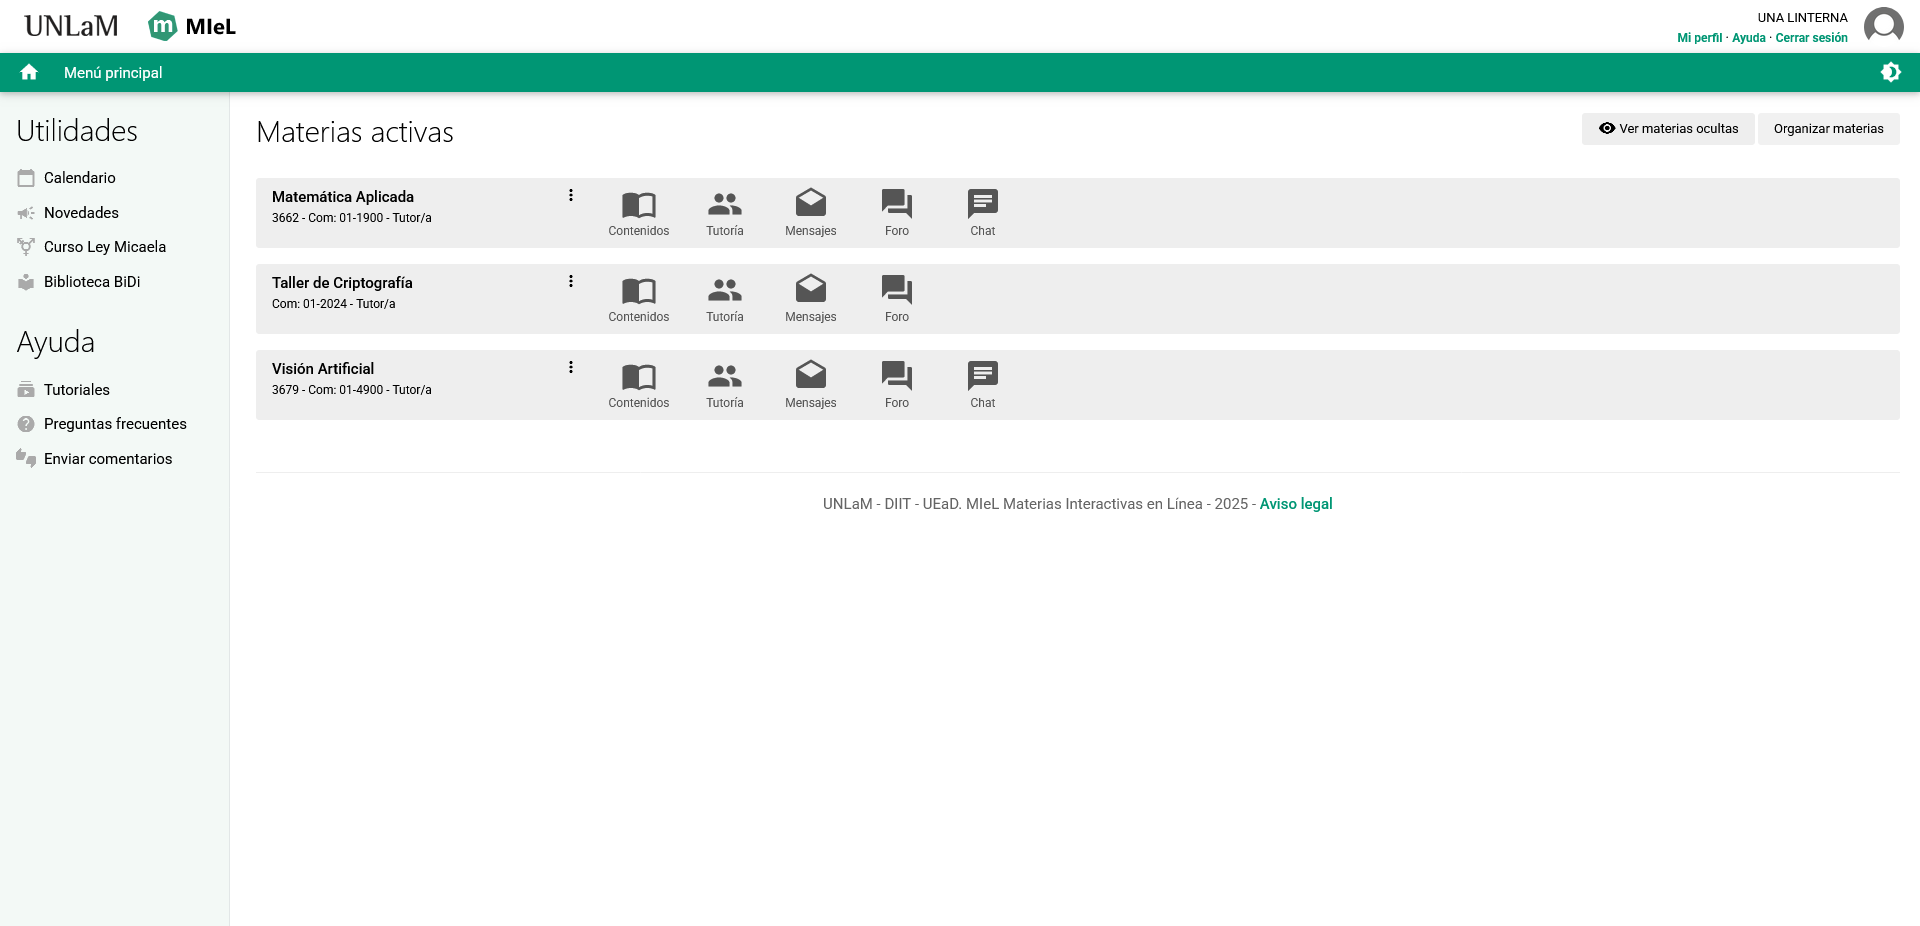 UNLaM
m MIeL
UNA LINTERNA
Mi perfil · Ayuda · Cerrar sesión
Menú principal
Utilidades
Calendario
Novedades
Curso Ley Micaela
Biblioteca BiDi
Ayuda
Tutoriales
Preguntas frecuentes
Enviar comentarios
Materias activas
Ver materias ocultas
Organizar materias
Matemática Aplicada
3662 - Com: 01-1900 - Tutor/a
Contenidos
Tutoría
Mensajes
Foro
Chat
Taller de Criptografía
Com: 01-2024 - Tutor/a
Contenidos
Tutoría
Mensajes
Foro
Visión Artificial
3679 - Com: 01-4900 - Tutor/a
Contenidos
Tutoría
Mensajes
Foro
Chat
UNLaM - DIIT - UEaD. MIeL Materias Interactivas en Línea - 2025 - Aviso legal